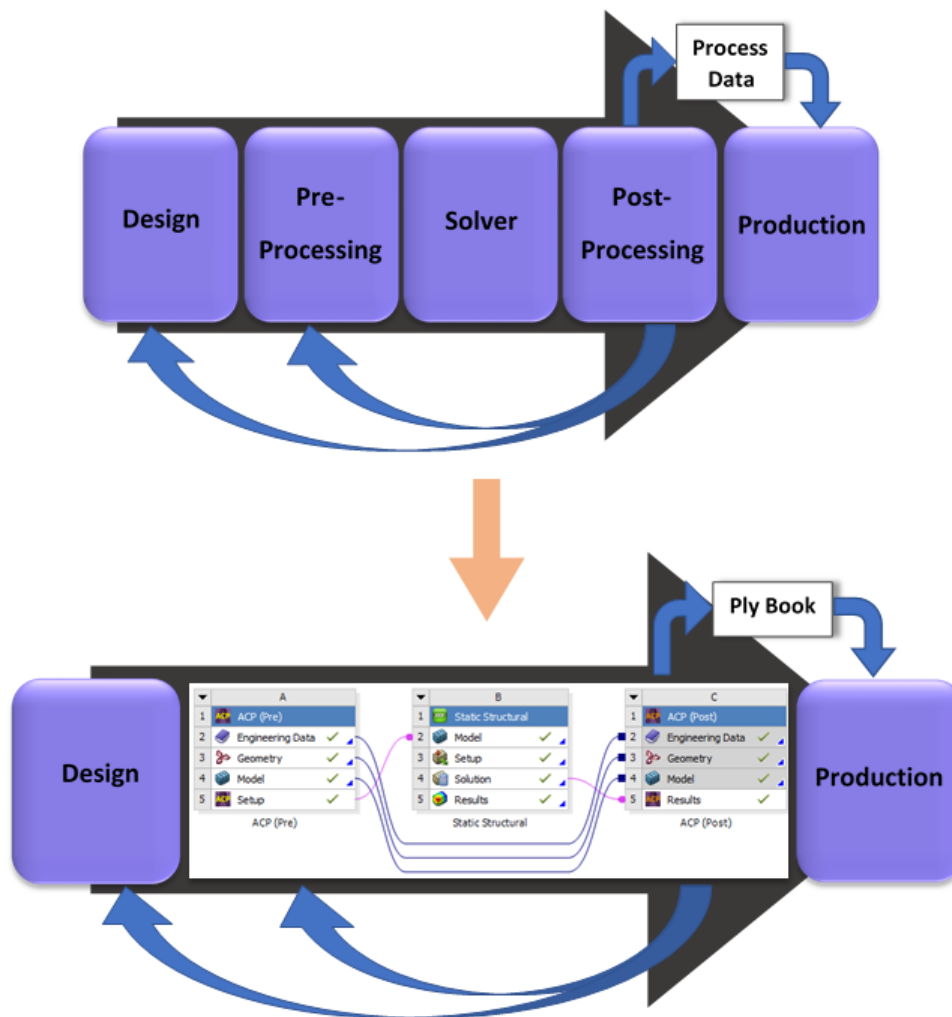 Process
Data
Design
Pre-
Processing
Solver
Post-
Processing
Production
Ply Book
Design
A
1 ACP (Pre)
2 Engineering Data
3 Geometry
4 Model
5 Setup
ACP (Pre)
B
1 Static Structural
2 Model
3 Setup
4 Solution
5 Results
Static Structural
C
1 ACP (Post)
2 Engineering Data
3 Geometry
4 Model
5 Results
ACP (Post)
Production